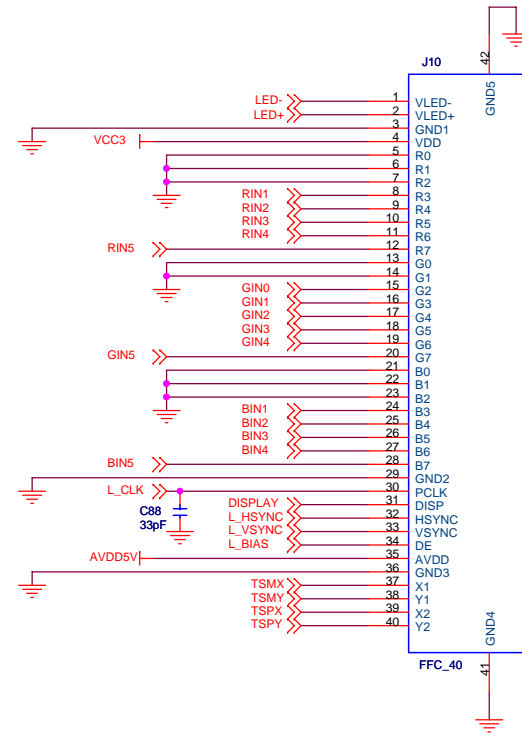 J10
42
GND5
LED- 1 VLED-
LED+ 2 VLED+
3 GND1
VCC3 4 VDD
5 R0
6 R1
7 R2
RIN1 8 R3
RIN2 9 R4
RIN3 10 R5
RIN4 11 R6
RIN5 12 R7
13 G0
14 G1
GIN0 15 G2
GIN1 16 G3
GIN2 17 G4
GIN3 18 G5
GIN4 19 G6
GIN5 20 G7
21 B0
22 B1
23 B2
BIN1 24 B3
BIN2 25 B4
BIN3 26 B5
BIN4 27 B6
BIN5 28 B7
29 GND2
L_CLK 30 PCLK
C88
33pF
DISPLAY 31 DISP
L_HSYNC 32 HSYNC
L_VSYNC 33 VSYNC
L_BIAS 34 DE
AVDD5V 35 AVDD
36 GND3
TSMX 37 X1
TSMY 38 Y1
TSPX 39 X2
TSPY 40 Y2
GND4
41
FFC_40